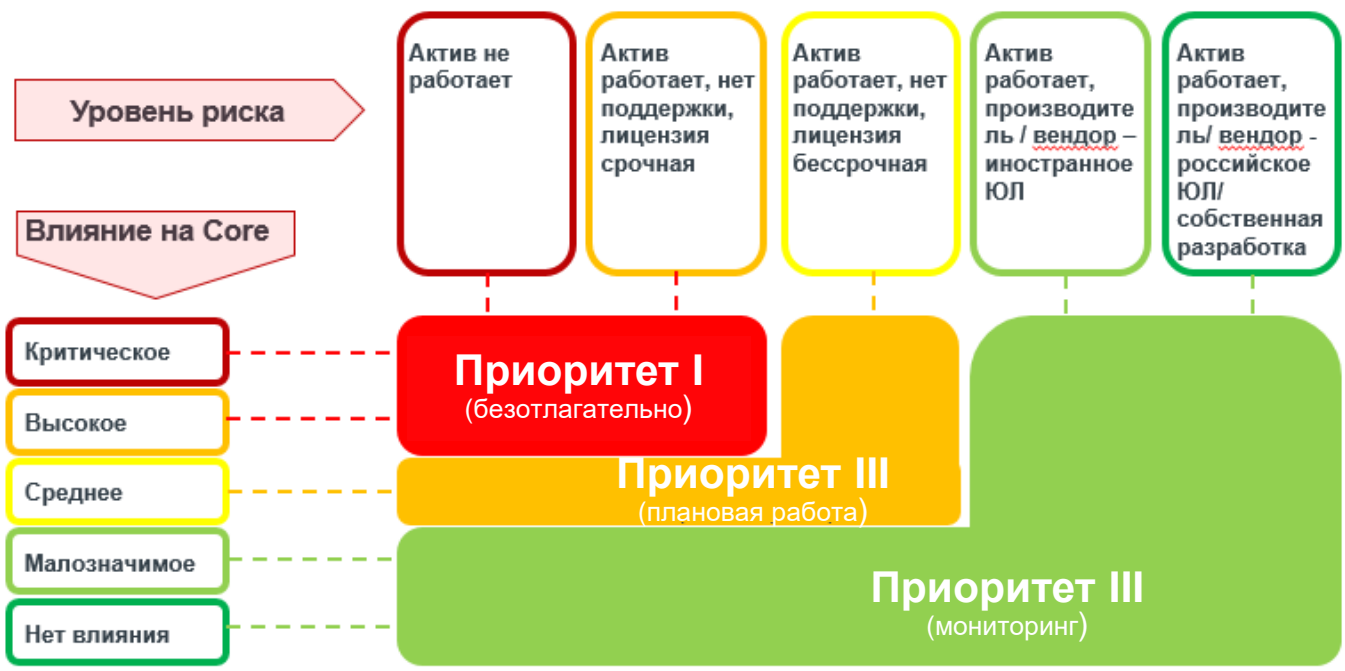 Уровень риска
Влияние на Core
Актив не
работает
Актив
работает, нет
поддержки,
лицензия
срочная
Актив
работает, нет
поддержки,
лицензия
бессрочная
Актив
работает,
производите
ль / вендор –
иностранное
ЮЛ
Актив
работает,
производите
ль/ вендор -
российское
ЮЛ/
собственная
разработка
Критическое
Высокое
Среднее
Малозначимое
Нет влияния
Приоритет I
(безотлагательно)
Приоритет III
(плановая работа)
Приоритет III
(мониторинг)